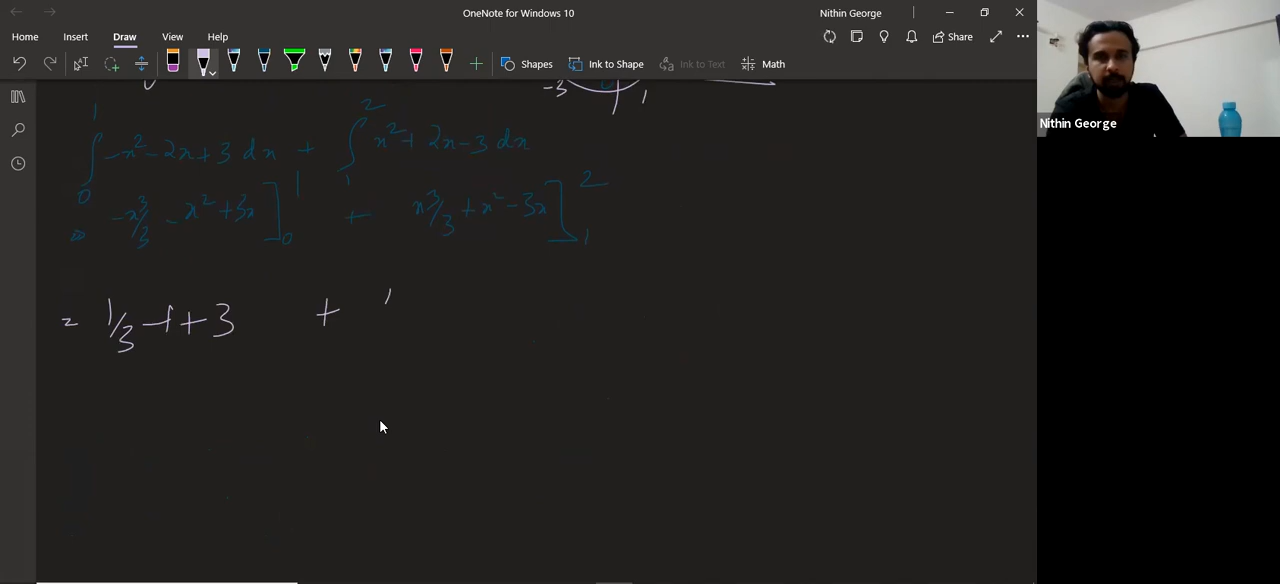 OneNote for Windows 10
Nithin George
Home Insert Draw View Help
Share
Shapes Ink to Shape Ink to Text Math
-3 1
∫₀¹ -x² - 2x + 3 dx + ∫₁² x² + 2x - 3 dx
⇒ -x³/3 - x² + 3x ]₀¹ + x³/3 + x² - 3x ]₁²
= 1/3 - 1 + 3 +
Nithin George